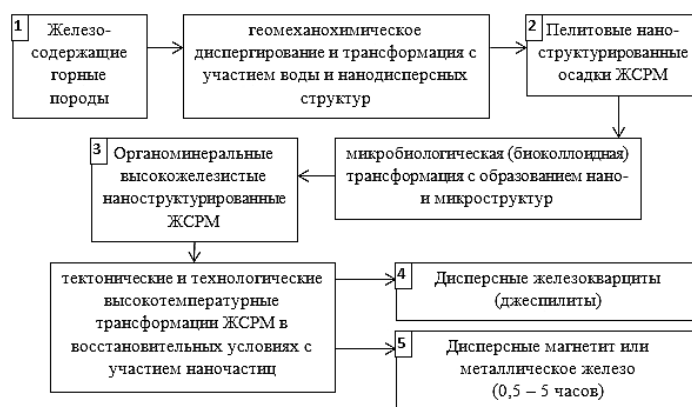 1
Железо-
содержащие
горные
породы
геомеханохимическое
диспергирование и трансформация с
участием воды и нанодисперсных
структур
2
Пелитовые нано-
структурированные
осадки ЖСРМ
микробиологическая (биоколлоидная)
трансформация с образованием нано-
и микроструктур
3
Органоминеральные
высокожелезистые
наноструктурированные
ЖСРМ
тектонические и технологические
высокотемпературные
трансформации ЖСРМ в
восстановительных условиях с
участием наночастиц
4
Дисперсные железокварциты
(джеспилиты)
5
Дисперсные магнетит или
металлическое железо
(0,5 – 5 часов)